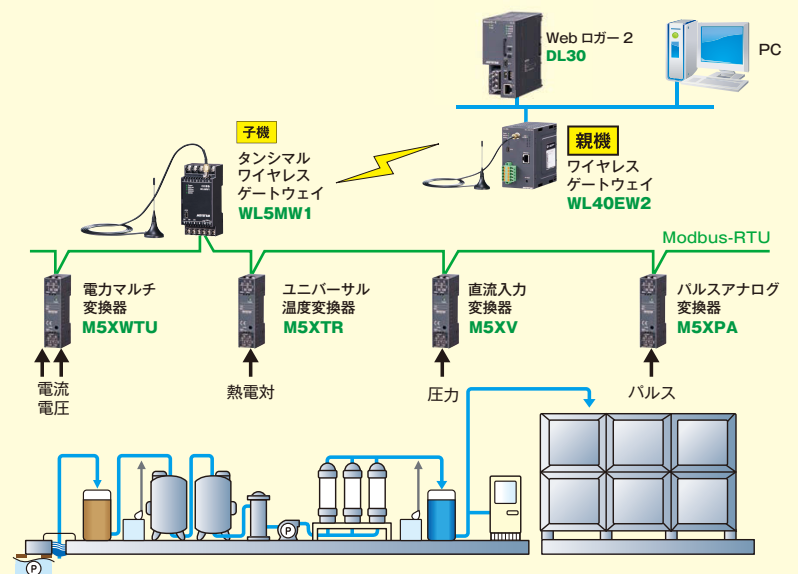 Web ロガー 2
DL30
PC
子機
タンシマル
ワイヤレス
ゲートウェイ
WL5MW1
親機
ワイヤレス
ゲートウェイ
WL40EW2
Modbus-RTU
電力マルチ
変換器
M5XWTU
ユニバーサル
温度変換器
M5XTR
直流入力
変換器
M5XV
パルスアナログ
変換器
M5XPA
電流
電圧
熱電対
圧力
パルス
P
P